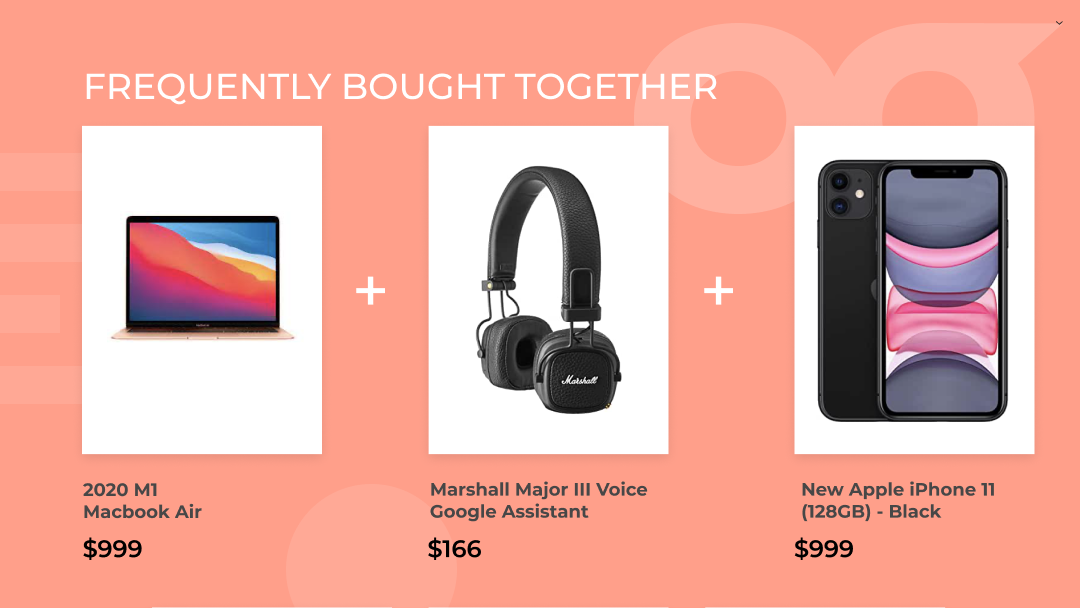 FREQUENTLY BOUGHT TOGETHER
+
+
Marshall
2020 M1
Macbook Air
$999
Marshall Major III Voice
Google Assistant
$166
New Apple iPhone 11
(128GB) - Black
$999